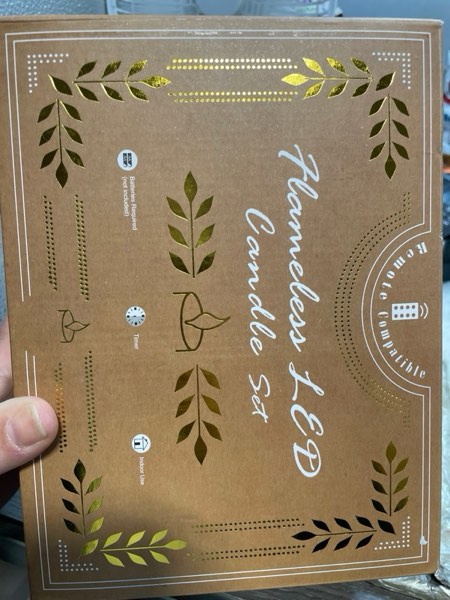 Remote Compatible
Flameless LED
Candle Set
Batteries Required
(not included)
Timer
Indoor Use